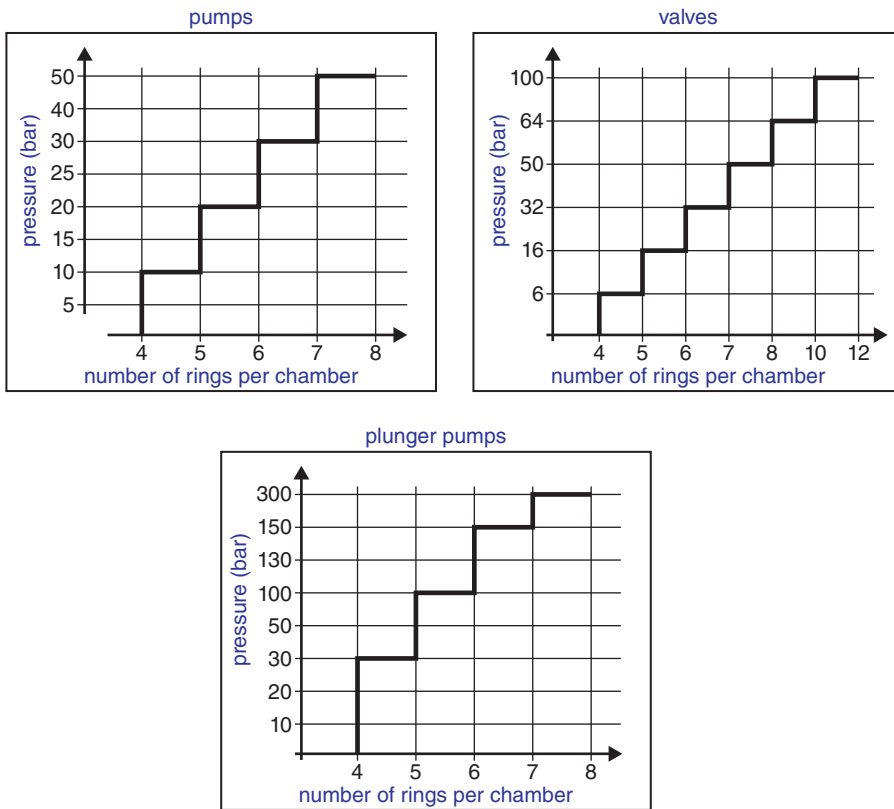 pumps
pressure (bar)
50
40
30
25
20
15
10
5
4 5 6 7 8
number of rings per chamber
valves
pressure (bar)
100
64
50
32
16
6
4 5 6 7 8 10 12
number of rings per chamber
plunger pumps
pressure (bar)
300
150
130
100
50
30
20
10
4 5 6 7 8
number of rings per chamber